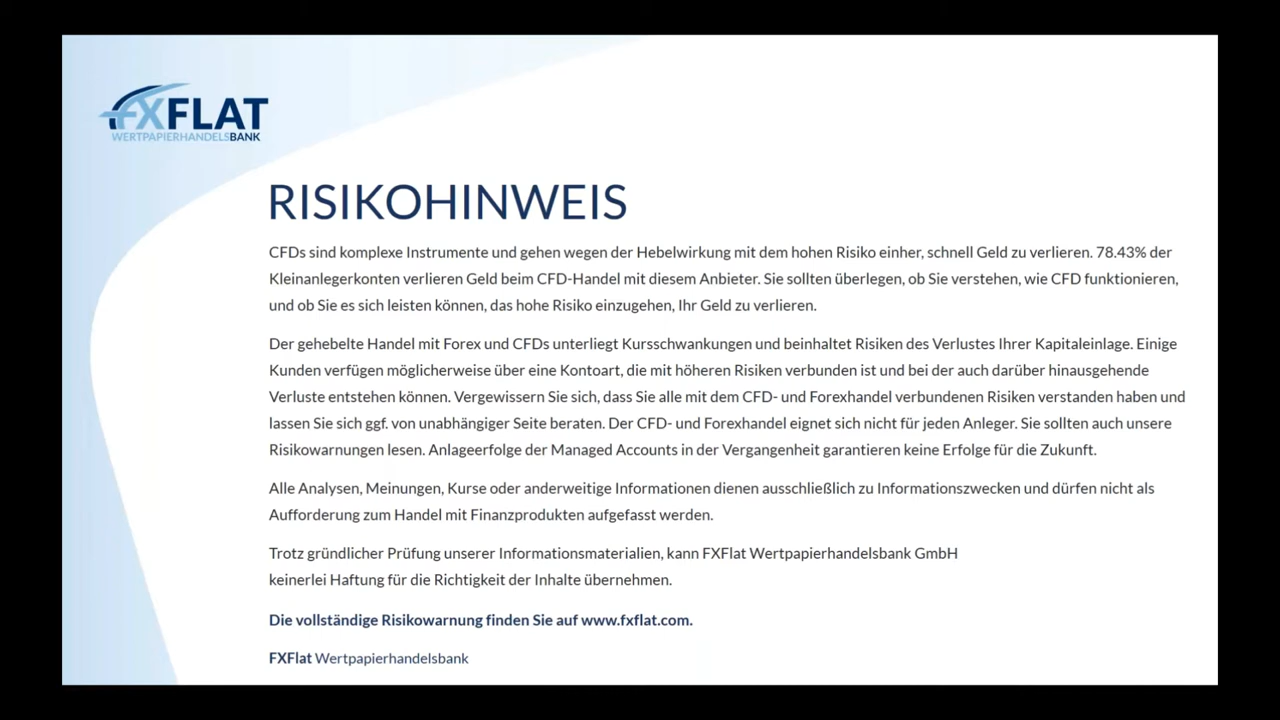 FXFLAT
WERTPAPIERHANDELSBANK
RISIKOHINWEIS
CFDs sind komplexe Instrumente und gehen wegen der Hebelwirkung mit dem hohen Risiko einher, schnell Geld zu verlieren. 78.43% der
Kleinanlegerkonten verlieren Geld beim CFD-Handel mit diesem Anbieter. Sie sollten überlegen, ob Sie verstehen, wie CFD funktionieren,
und ob Sie es sich leisten können, das hohe Risiko einzugehen, Ihr Geld zu verlieren.
Der gehebelte Handel mit Forex und CFDs unterliegt Kursschwankungen und beinhaltet Risiken des Verlustes Ihrer Kapitaleinlage. Einige
Kunden verfügen möglicherweise über eine Kontoart, die mit höheren Risiken verbunden ist und bei der auch darüber hinausgehende
Verluste entstehen können. Vergewissern Sie sich, dass Sie alle mit dem CFD- und Forexhandel verbundenen Risiken verstanden haben und
lassen Sie sich ggf. von unabhängiger Seite beraten. Der CFD- und Forexhandel eignet sich nicht für jeden Anleger. Sie sollten auch unsere
Risikowarnungen lesen. Anlageerfolge der Managed Accounts in der Vergangenheit garantieren keine Erfolge für die Zukunft.
Alle Analysen, Meinungen, Kurse oder anderweitige Informationen dienen ausschließlich zu Informationszwecken und dürfen nicht als
Aufforderung zum Handel mit Finanzprodukten aufgefasst werden.
Trotz gründlicher Prüfung unserer Informationsmaterialien, kann FXFlat Wertpapierhandelsbank GmbH
keinerlei Haftung für die Richtigkeit der Inhalte übernehmen.
Die vollständige Risikowarnung finden Sie auf www.fxflat.com.
FXFlat Wertpapierhandelsbank